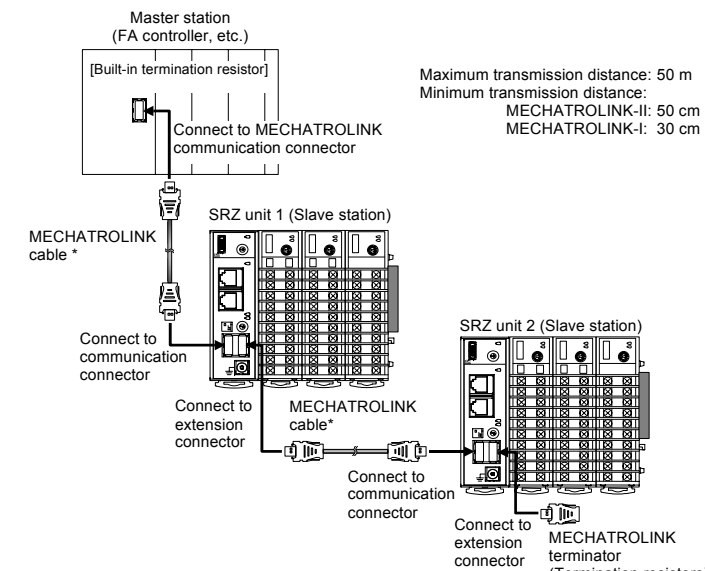 Master station
(FA controller, etc.)
[Built-in termination resistor]
Maximum transmission distance: 50 m
Minimum transmission distance:
MECHATROLINK-II: 50 cm
MECHATROLINK-I: 30 cm
Connect to MECHATROLINK
communication connector
SRZ unit 1 (Slave station)
MECHATROLINK
cable *
Connect to
communication
connector
SRZ unit 2 (Slave station)
Connect to
extension
connector
MECHATROLINK
cable*
Connect to
communication
connector
Connect to
extension
connector
MECHATROLINK
terminator
(Termination resistors)